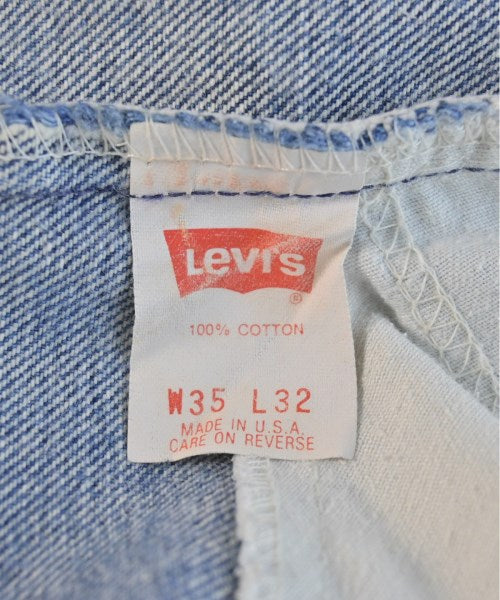 Levi's
®
100% COTTON
W35 L32
MADE IN U.S.A.
CARE ON REVERSE